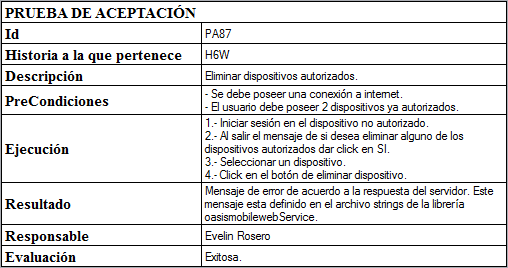 PRUEBA DE ACEPTACIÓN
Id PA87
Historia a la que pertenece H6W
Descripción Eliminar dispositivos autorizados.
PreCondiciones - Se debe poseer una conexión a internet.
- El usuario debe poseer 2 dispositivos ya autorizados.
Ejecución 1.- Iniciar sesión en el dispositivo no autorizado.
2.- Al salir el mensaje de si desea eliminar alguno de los
dispositivos autorizados dar click en SI.
3.- Seleccionar un dispositivo.
4.- Click en el botón de eliminar dispositivo.
Resultado Mensaje de error de acuerdo a la respuesta del servidor. Este
mensaje esta definido en el archivo strings de la librería
oasismobilewebService.
Responsable Evelin Rosero
Evaluación Exitosa.